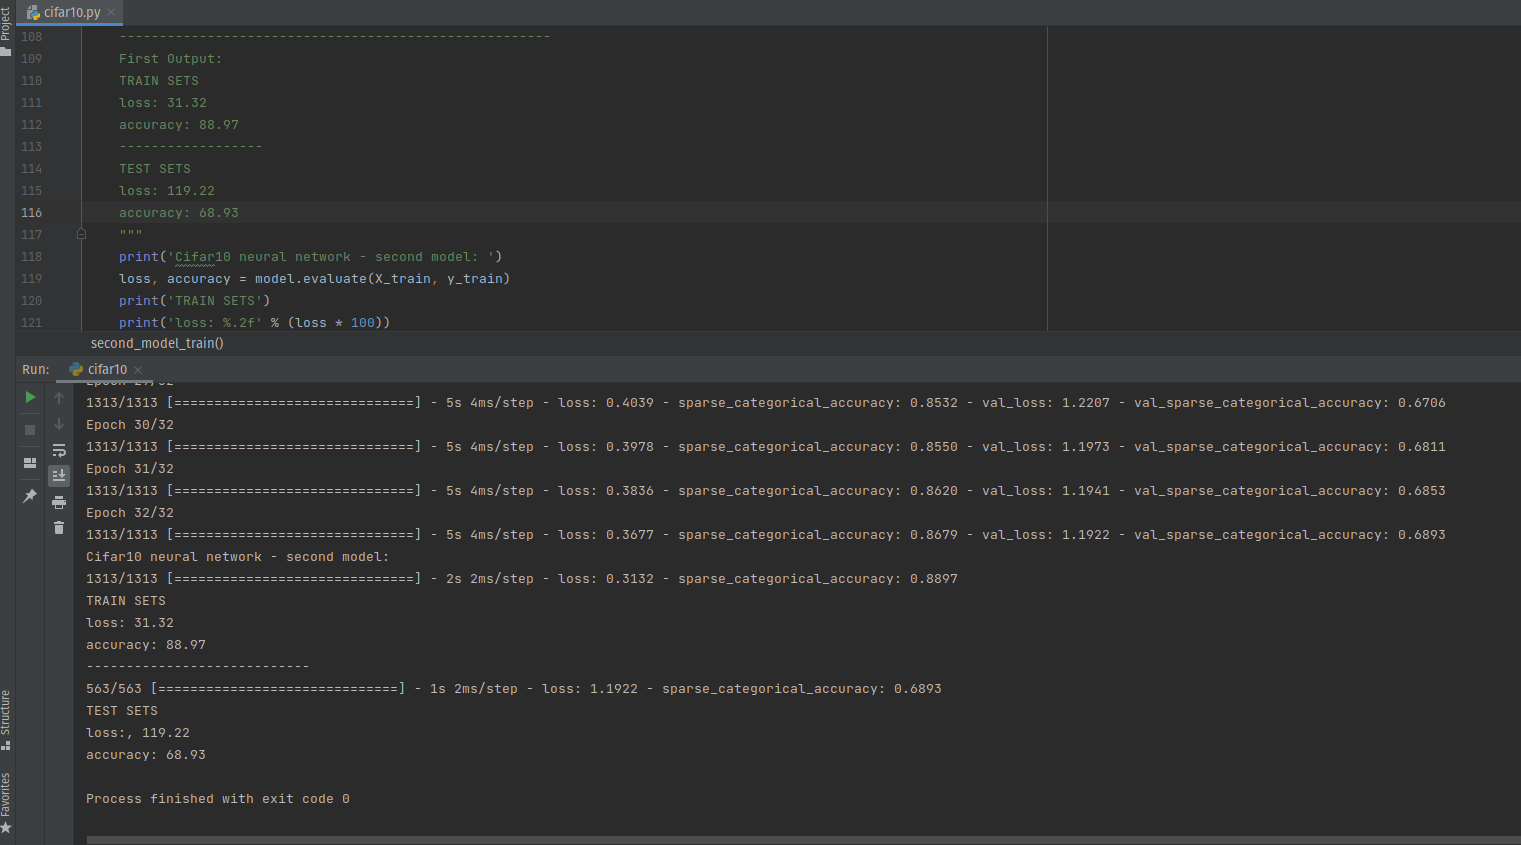 Project
cifar10.py
108 ------------------------------------------------------
109 First Output:
110 TRAIN SETS
111 loss: 31.32
112 accuracy: 88.97
113 ------------------
114 TEST SETS
115 loss: 119.22
116 accuracy: 68.93
117 """
118 print('Cifar10 neural network - second model: ')
119 loss, accuracy = model.evaluate(X_train, y_train)
120 print('TRAIN SETS')
121 print('loss: %.2f' % (loss * 100))
second_model_train()
Run: cifar10
Epoch 29/32
1313/1313 [==============================] - 5s 4ms/step - loss: 0.4039 - sparse_categorical_accuracy: 0.8532 - val_loss: 1.2207 - val_sparse_categorical_accuracy: 0.6706
Epoch 30/32
1313/1313 [==============================] - 5s 4ms/step - loss: 0.3978 - sparse_categorical_accuracy: 0.8550 - val_loss: 1.1973 - val_sparse_categorical_accuracy: 0.6811
Epoch 31/32
1313/1313 [==============================] - 5s 4ms/step - loss: 0.3836 - sparse_categorical_accuracy: 0.8620 - val_loss: 1.1941 - val_sparse_categorical_accuracy: 0.6853
Epoch 32/32
1313/1313 [==============================] - 5s 4ms/step - loss: 0.3677 - sparse_categorical_accuracy: 0.8679 - val_loss: 1.1922 - val_sparse_categorical_accuracy: 0.6893
Cifar10 neural network - second model:
1313/1313 [==============================] - 2s 2ms/step - loss: 0.3132 - sparse_categorical_accuracy: 0.8897
TRAIN SETS
loss: 31.32
accuracy: 88.97
----------------------------
563/563 [==============================] - 1s 2ms/step - loss: 1.1922 - sparse_categorical_accuracy: 0.6893
TEST SETS
loss:, 119.22
accuracy: 68.93
Process finished with exit code 0
Structure
Favorites